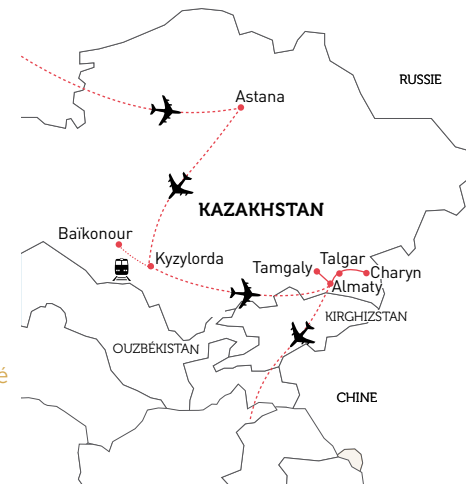 RUSSIE
Astana
KAZAKHSTAN
Baïkonour
Kyzylorda
Tamgaly
Talgar
Charyn
Almaty
KIRGHIZSTAN
OUZBÉKISTAN
é
CHINE